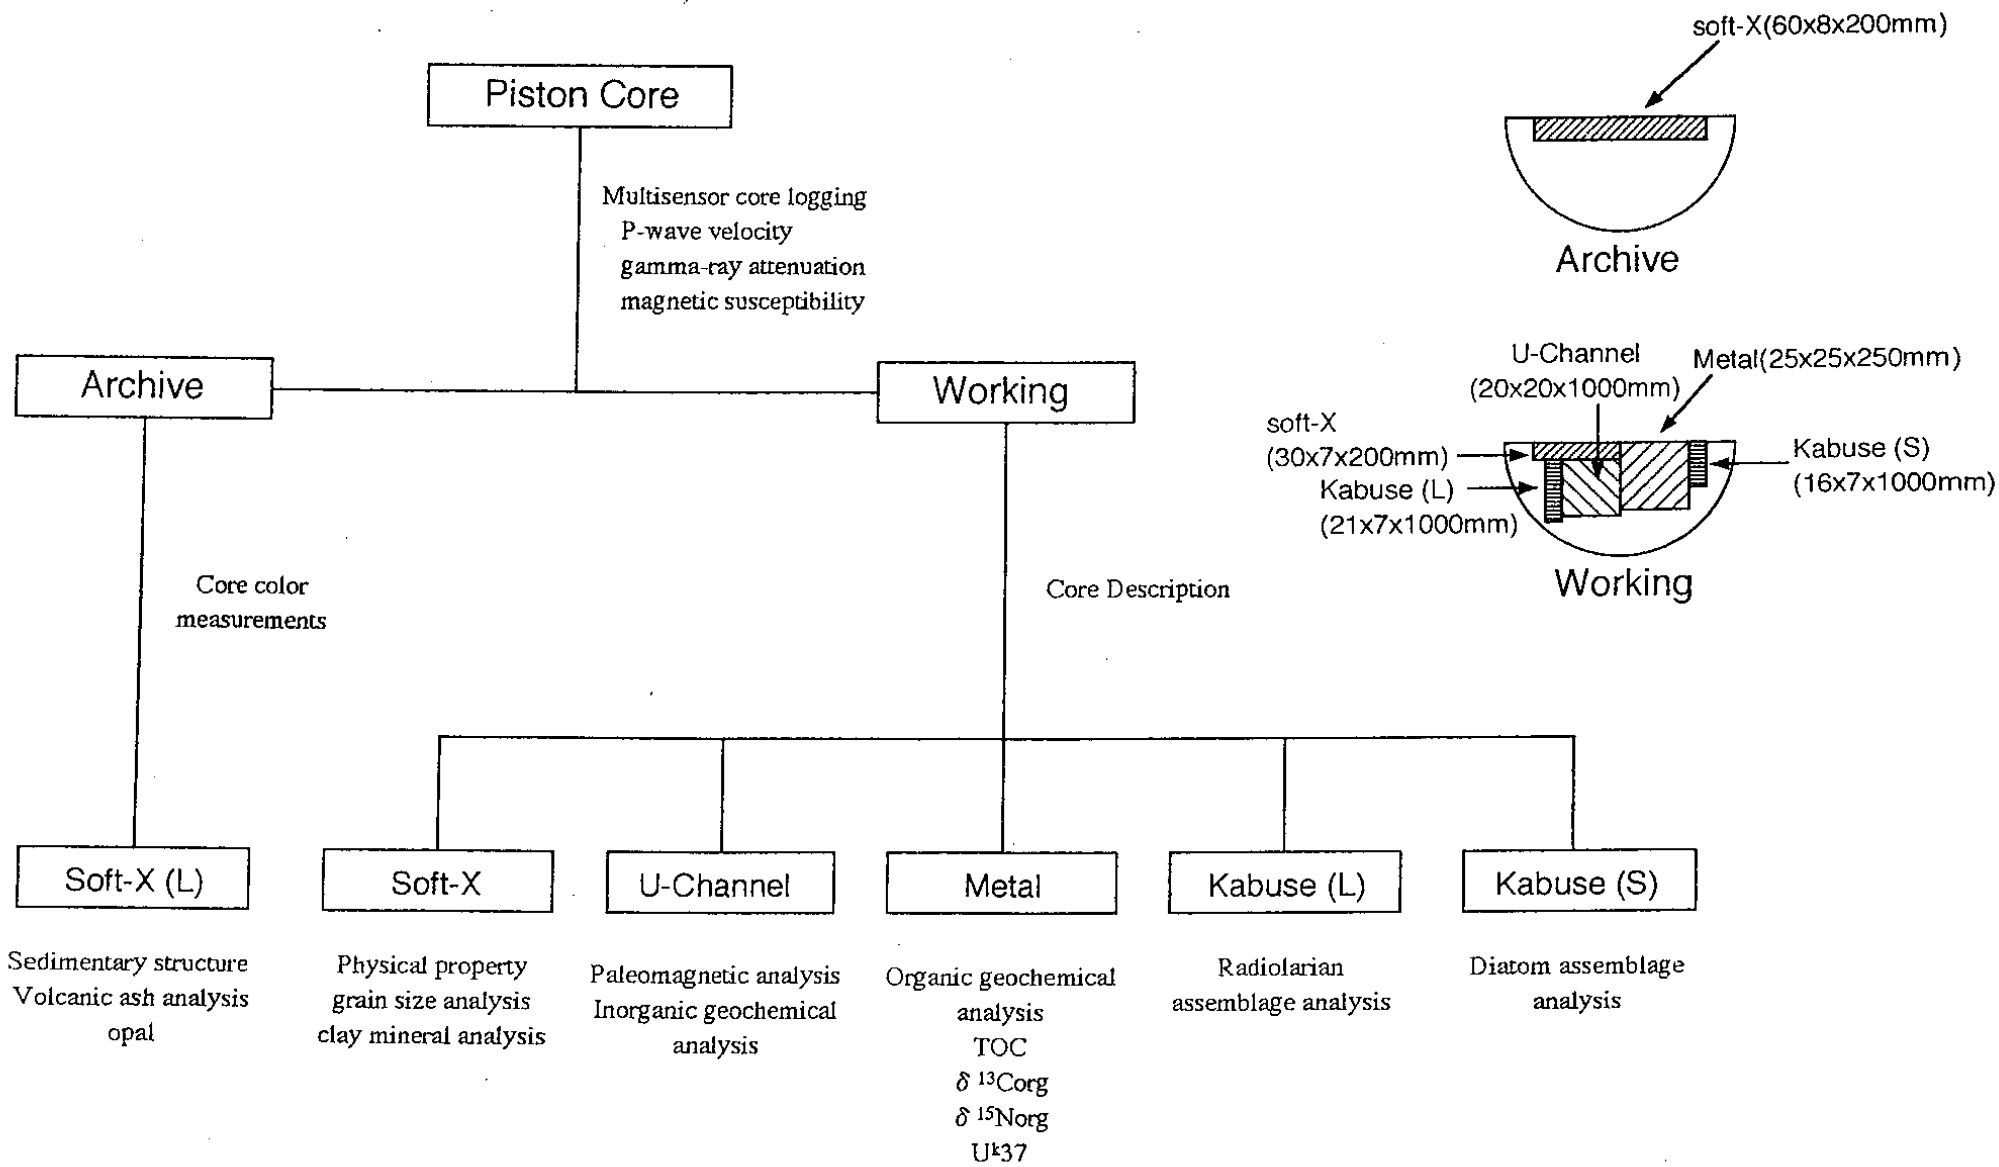 Piston Core
Multisensor core logging
P-wave velocity
gamma-ray attenuation
magnetic susceptibility
Archive
Working
Core color
measurements
Core Description
Soft-X (L)
Sedimentary structure
Volcanic ash analysis
opal
Soft-X
Physical property
grain size analysis
clay mineral analysis
U-Channel
Paleomagnetic analysis
Inorganic geochemical
analysis
Metal
Organic geochemical
analysis
TOC
δ ¹³Corg
δ ¹⁵Norg
Uᵏ37
Kabuse (L)
Radiolarian
assemblage analysis
Kabuse (S)
Diatom assemblage
analysis
soft-X(60x8x200mm)
Archive
U-Channel
(20x20x1000mm)
Metal(25x25x250mm)
soft-X
(30x7x200mm)
Kabuse (L)
(21x7x1000mm)
Kabuse (S)
(16x7x1000mm)
Working